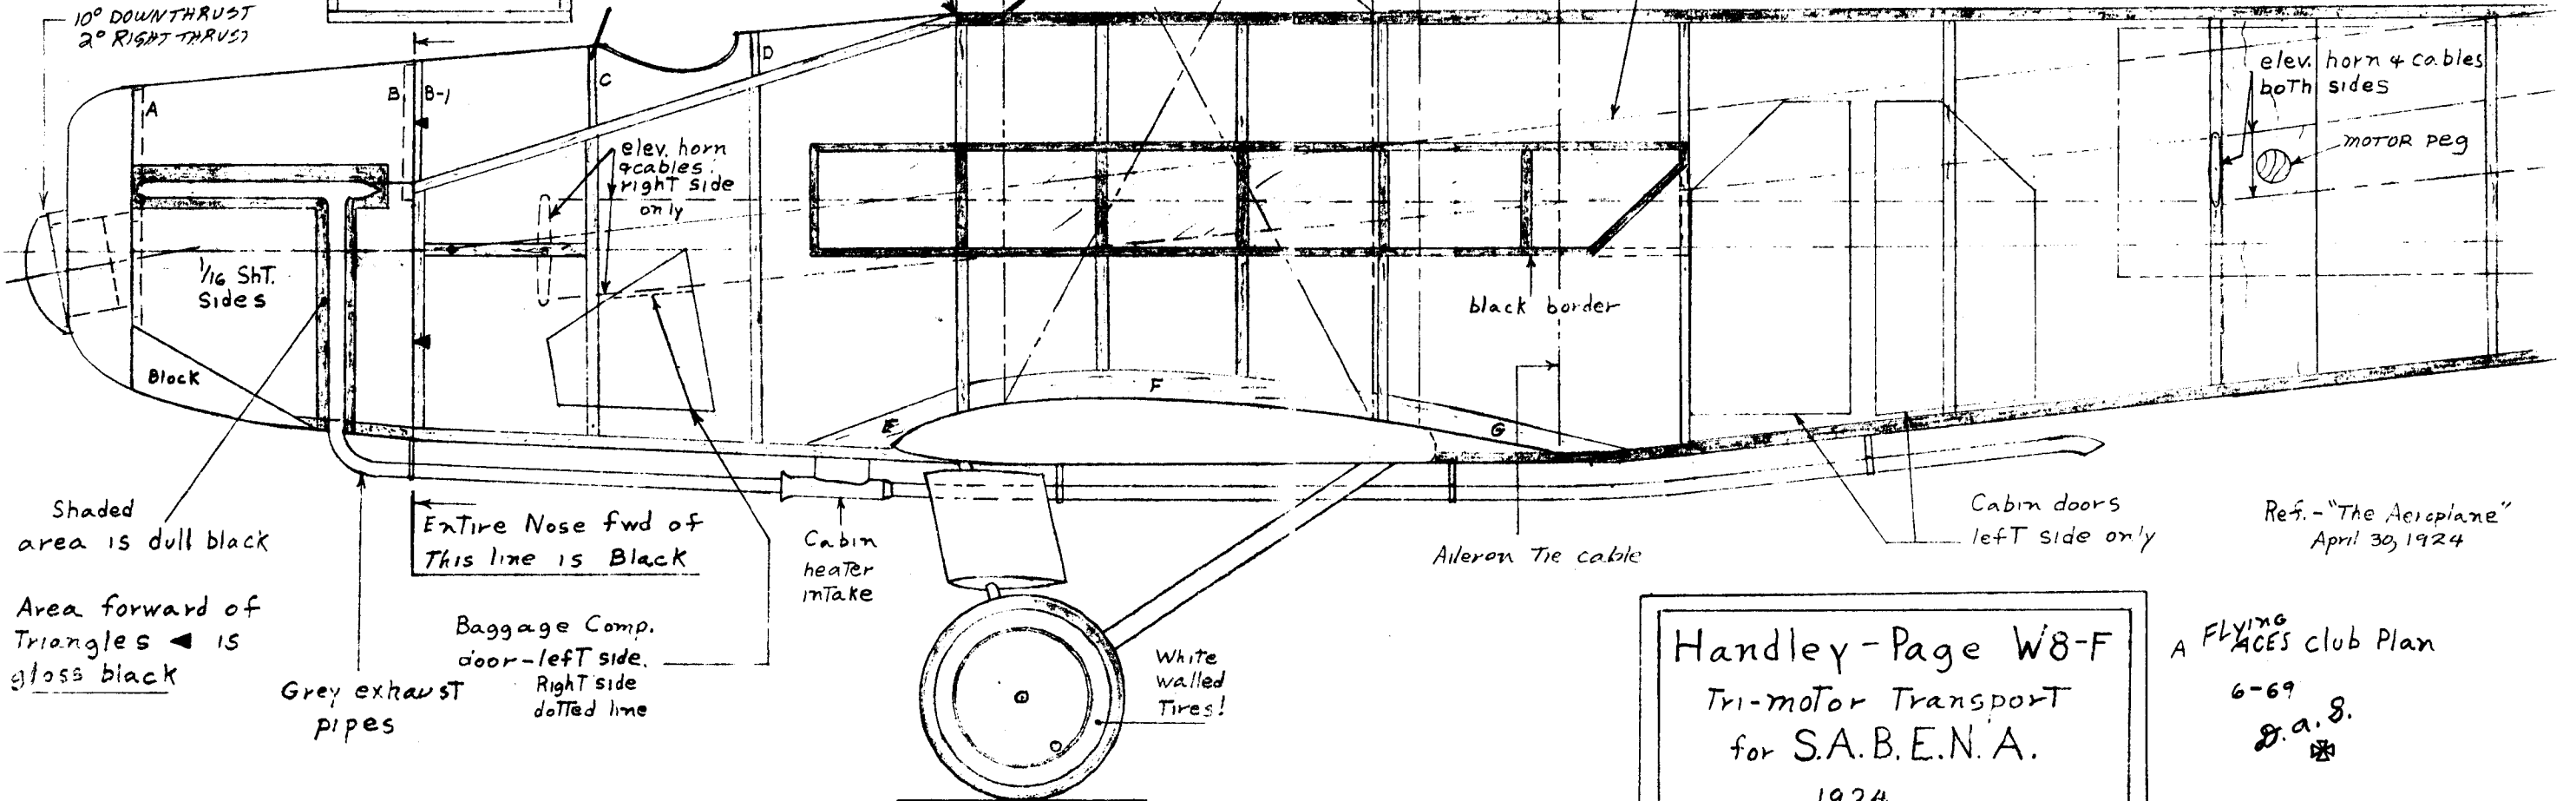 10° DOWNTHRUST
2° RIGHT THRUST
A
B
B-1
C
D
elev. horn
& cables
right side
only
elev. horn & cables
both sides
MOTOR peg
1/16 ShT.
Sides
Block
black border
E
F
G
Shaded
area is dull black
Area forward of
Triangles ◄ is
gloss black
Grey exhaust
pipes
Entire Nose fwd of
This line is Black
Baggage Comp.
door-left side.
Right side
dotted line
Cabin
heater
intake
White
walled
Tires!
Aileron Tie cable
Cabin doors
left side only
Ref.-"The Aeroplane"
April 30, 1924
Handley-Page W8-F
Tri-motor Transport
for S.A.B.E.N.A.
1924
A FLYING ACES Club Plan
6-69
D.a.S.